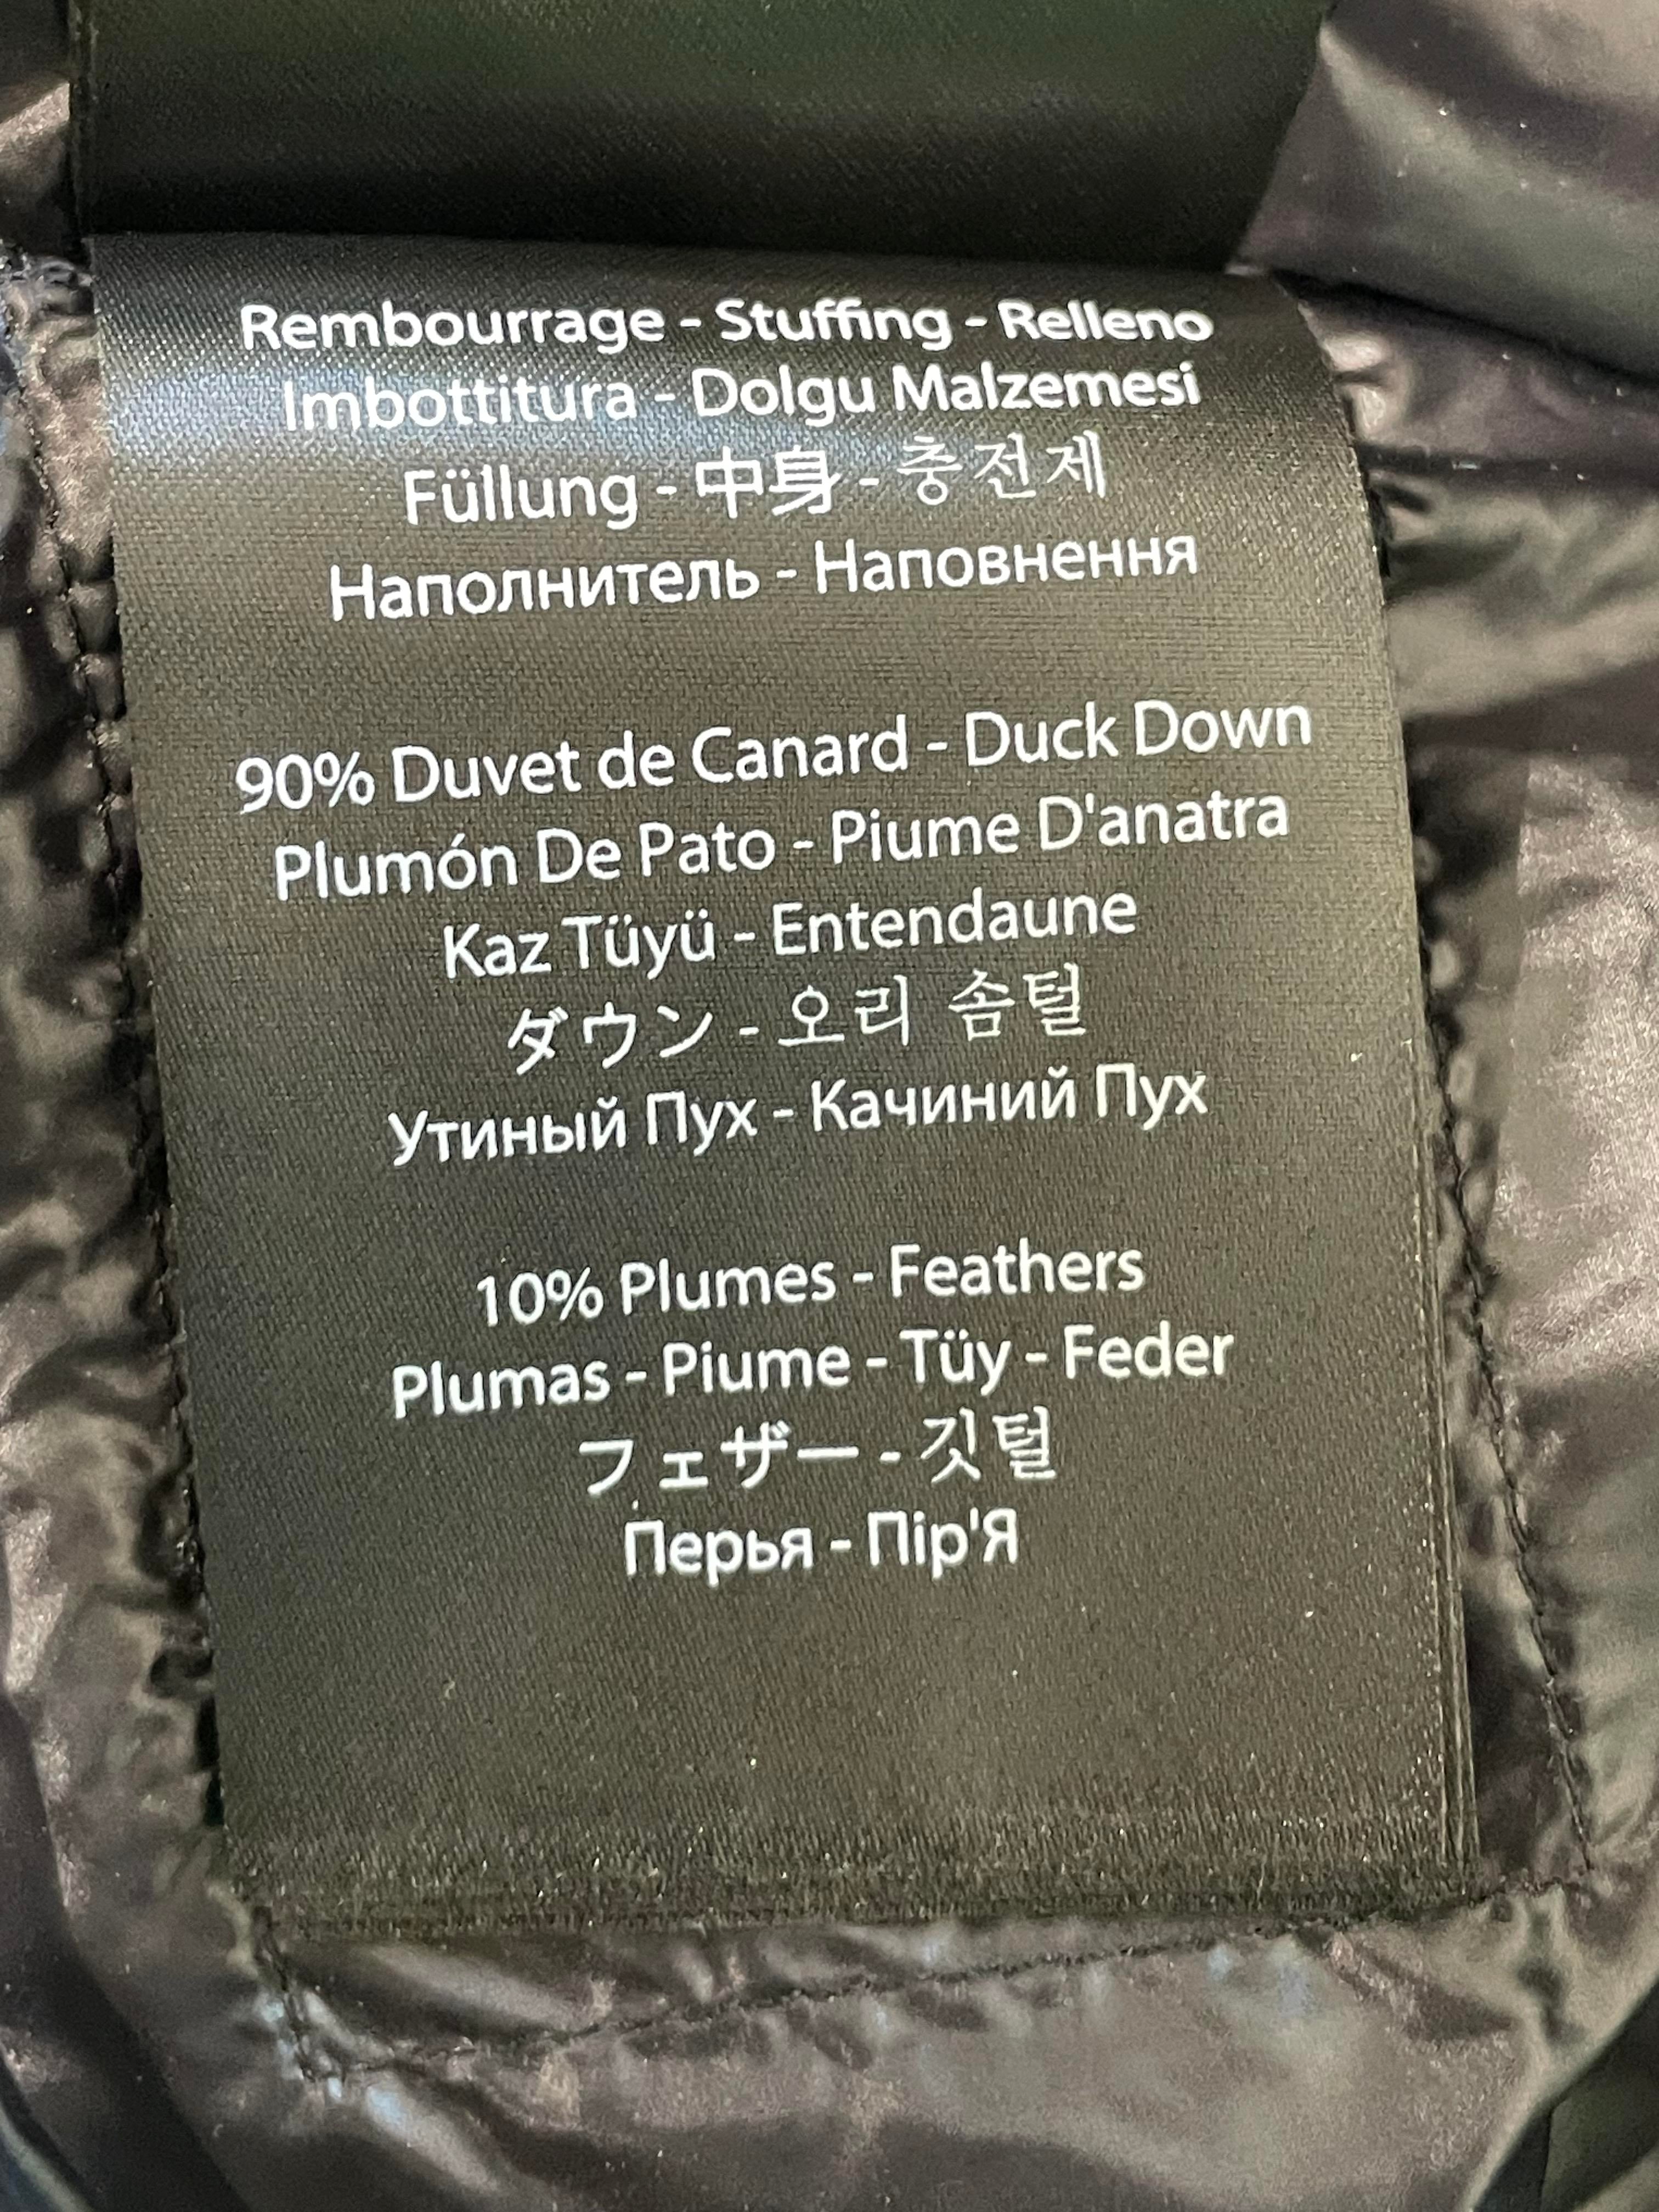 Rembourrage - Stuffing - Relleno
Imbottitura - Dolgu Malzemesi
Füllung - 中身 - 충전제
Наполнитель - Наповнення
90% Duvet de Canard - Duck Down
Plumón De Pato - Piume D'anatra
Kaz Tüyü - Entendaune
ダウン - 오리 솜털
Утиный Пух - Качиний Пух
10% Plumes - Feathers
Plumas - Piume - Tüy - Feder
フェザー - 깃털
Перья - Пір'Я